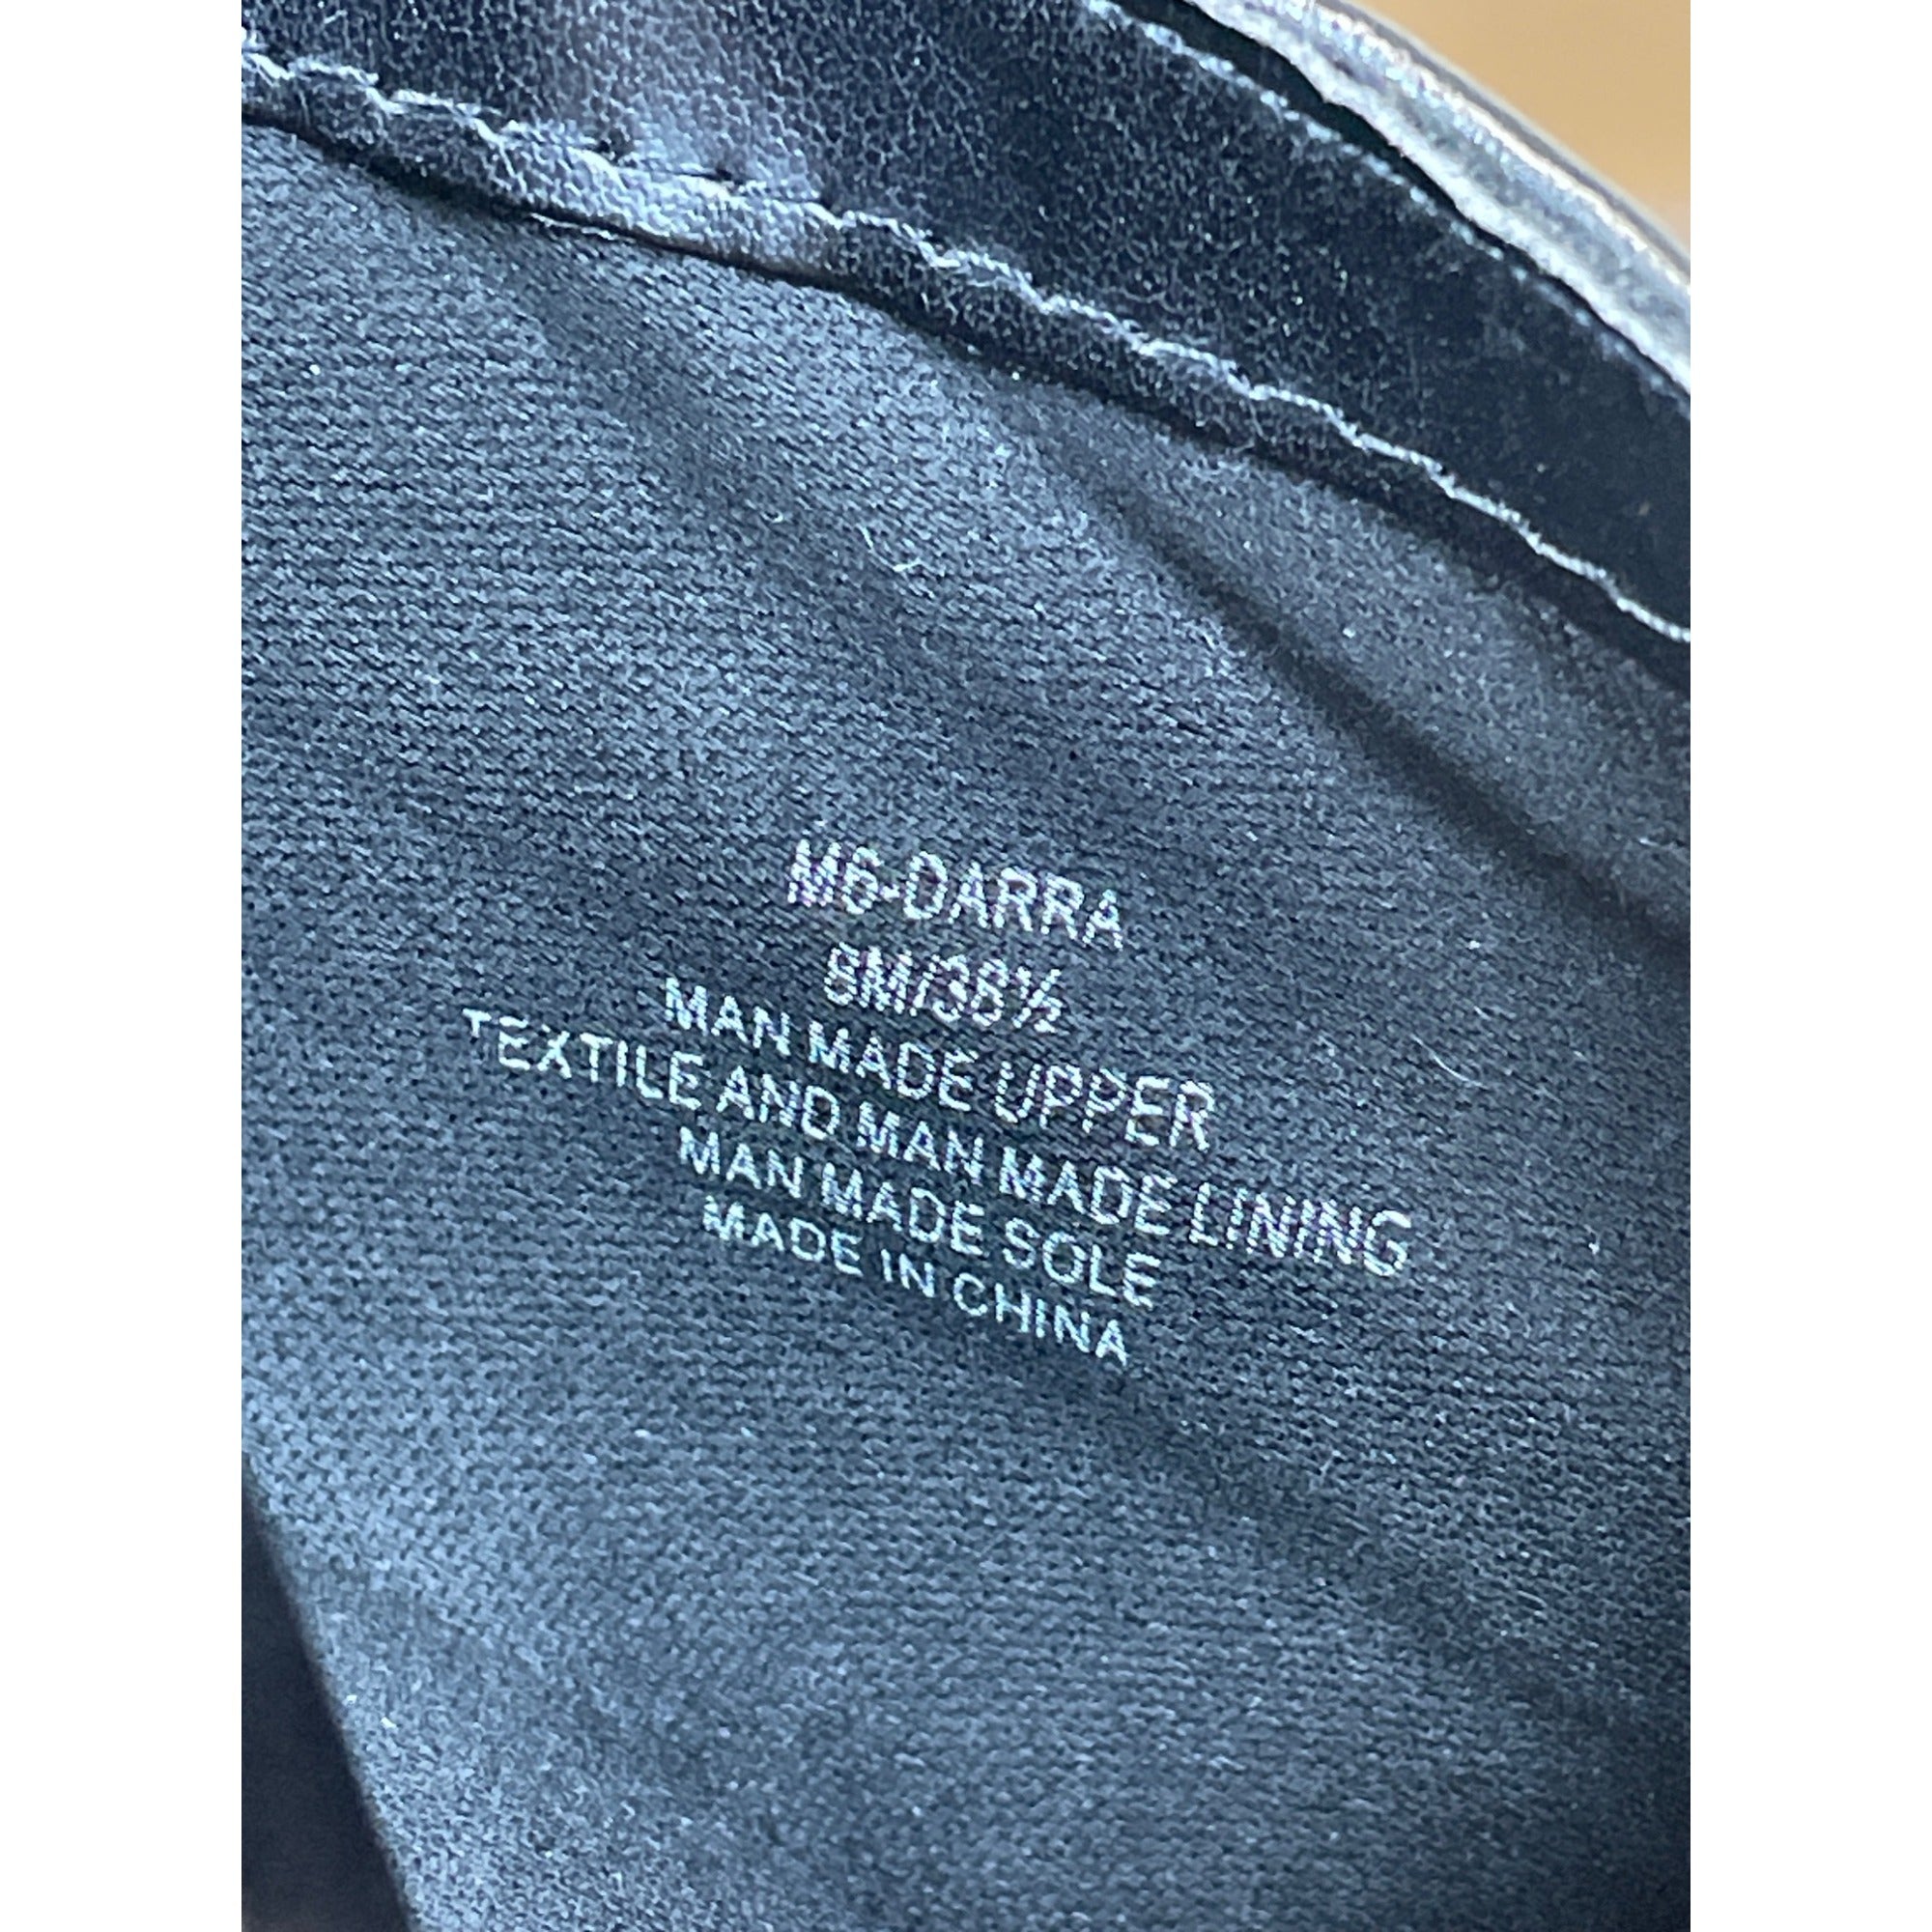 M6-DARRA
8M/38½
MAN MADE UPPER
TEXTILE AND MAN MADE LINING
MAN MADE SOLE
MADE IN CHINA